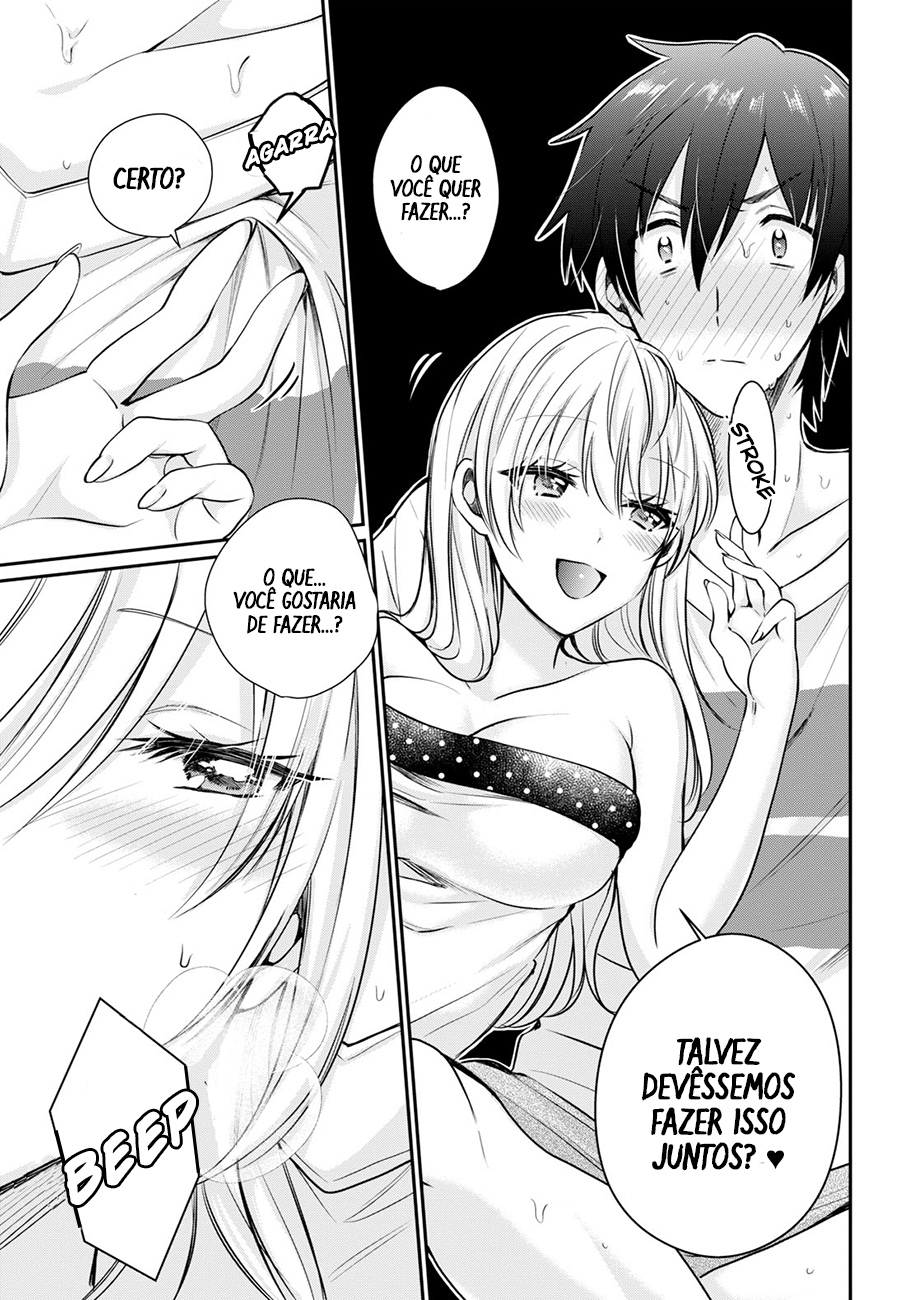 O QUE
VOCÊ QUER
FAZER...?
STROKE
TALVEZ
DEVÊSSEMOS
FAZER ISSO
JUNTOS? ♥
AGARRA
CERTO?
O QUE...
VOCÊ GOSTARIA
DE FAZER...?
BEEP